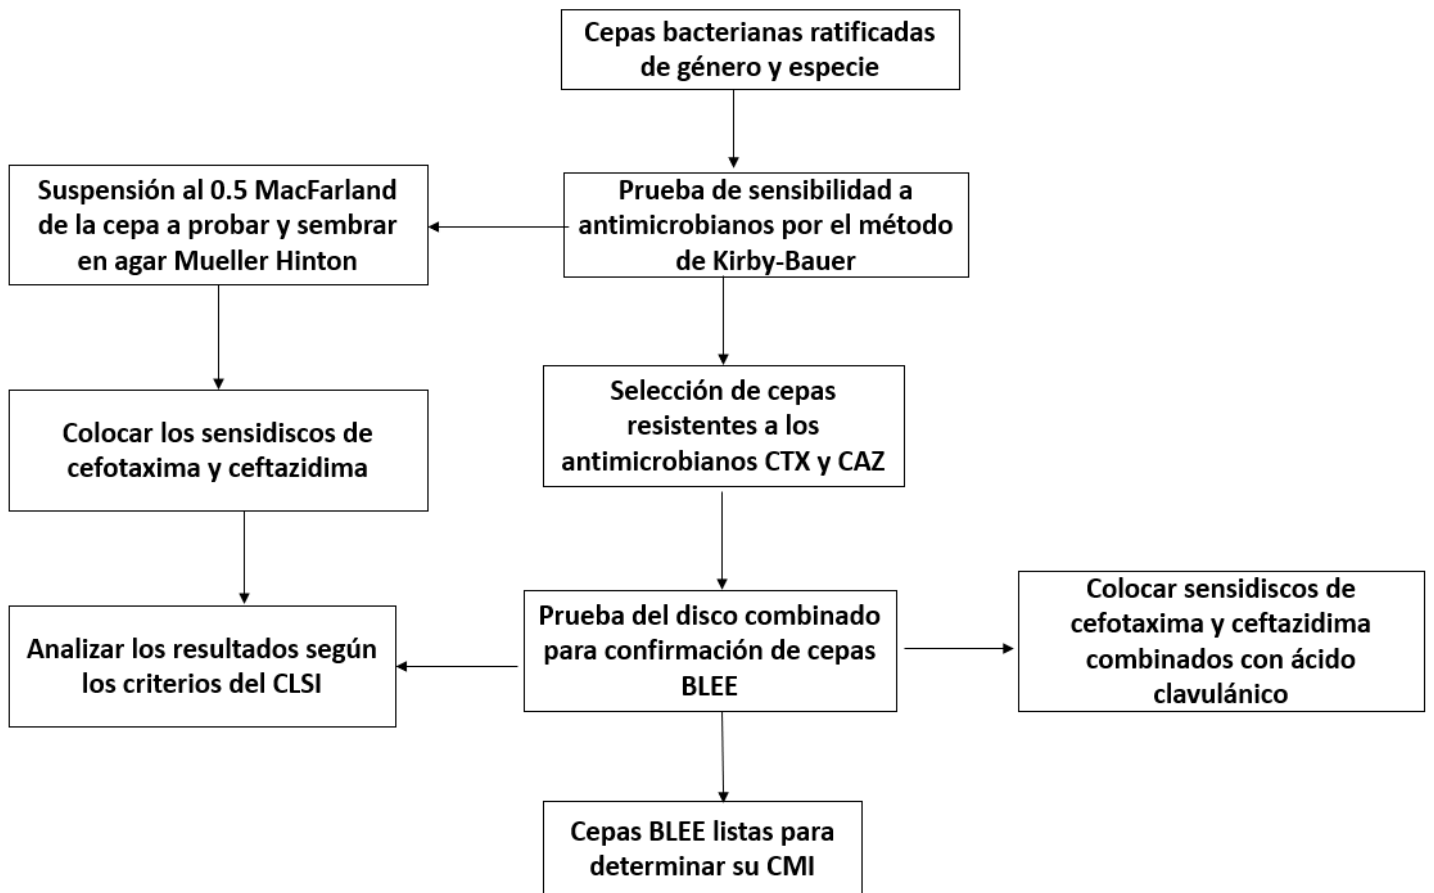 Cepas bacterianas ratificadas
de género y especie
Suspensión al 0.5 MacFarland
de la cepa a probar y sembrar
en agar Mueller Hinton
Prueba de sensibilidad a
antimicrobianos por el método
de Kirby-Bauer
Colocar los sensidiscos de
cefotaxima y ceftazidima
Selección de cepas
resistentes a los
antimicrobianos CTX y CAZ
Analizar los resultados según
los criterios del CLSI
Prueba del disco combinado
para confirmación de cepas
BLEE
Colocar sensidiscos de
cefotaxima y ceftazidima
combinados con ácido
clavulánico
Cepas BLEE listas para
determinar su CMI